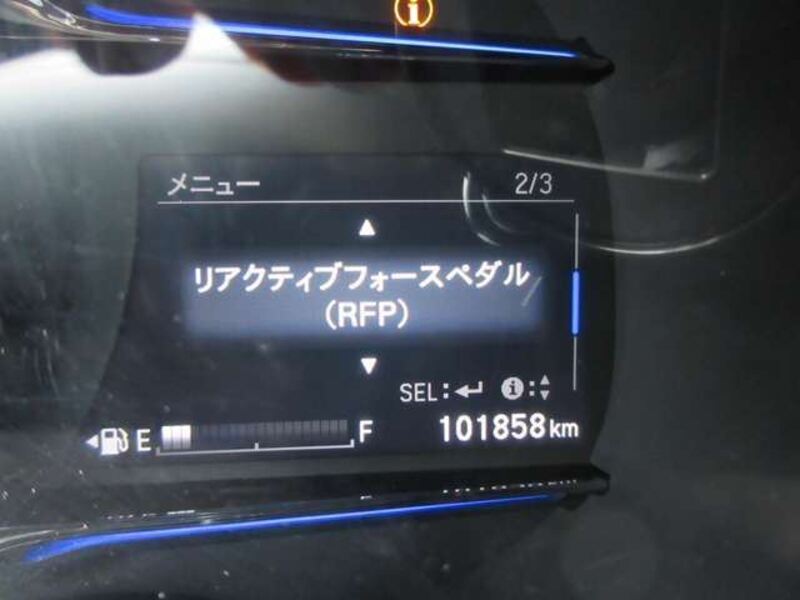 メニュー 2/3
▲
リアクティブフォースペダル
(RFP)
▼
SEL:↵ i:▲▼
E F 101858km